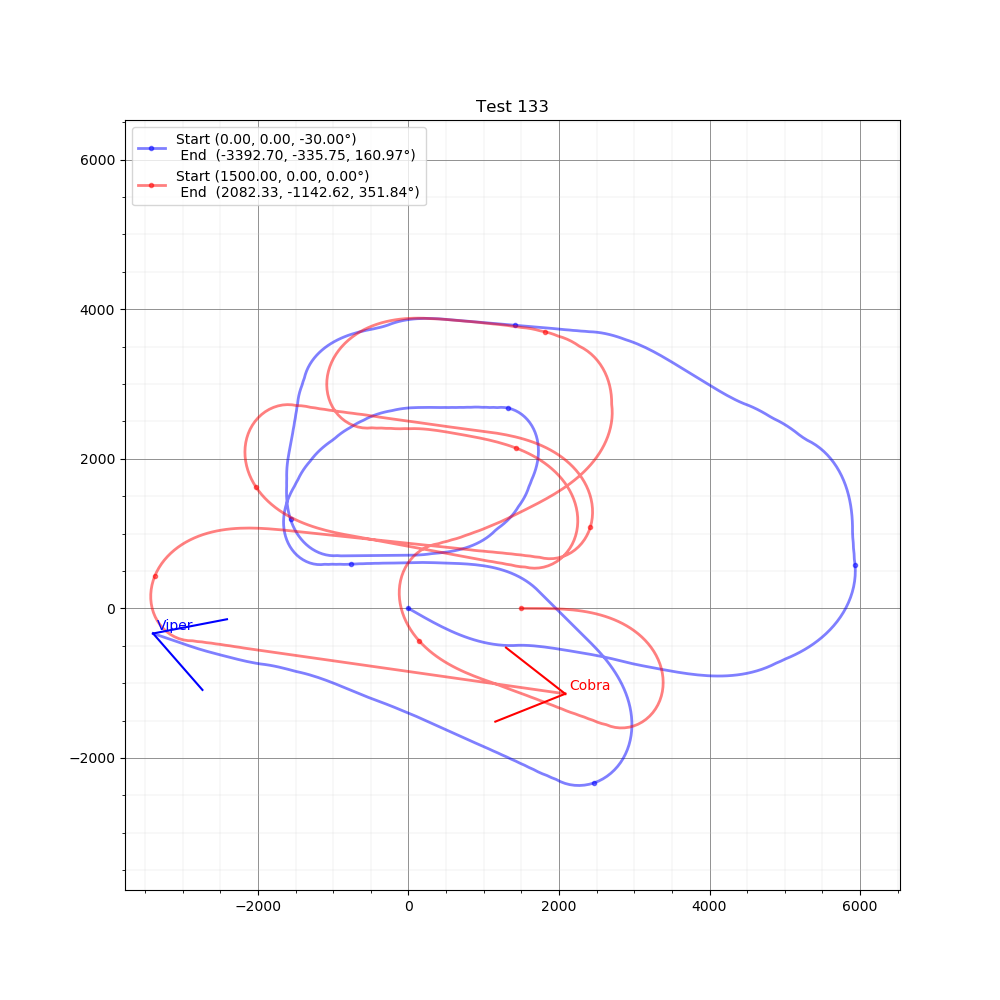 Test 133
Start (0.00, 0.00, -30.00°)
End  (-3392.70, -335.75, 160.97°)
Start (1500.00, 0.00, 0.00°)
End  (2082.33, -1142.62, 351.84°)
6000
4000
2000
0
−2000
Viper
Cobra
−2000
0
2000
4000
6000